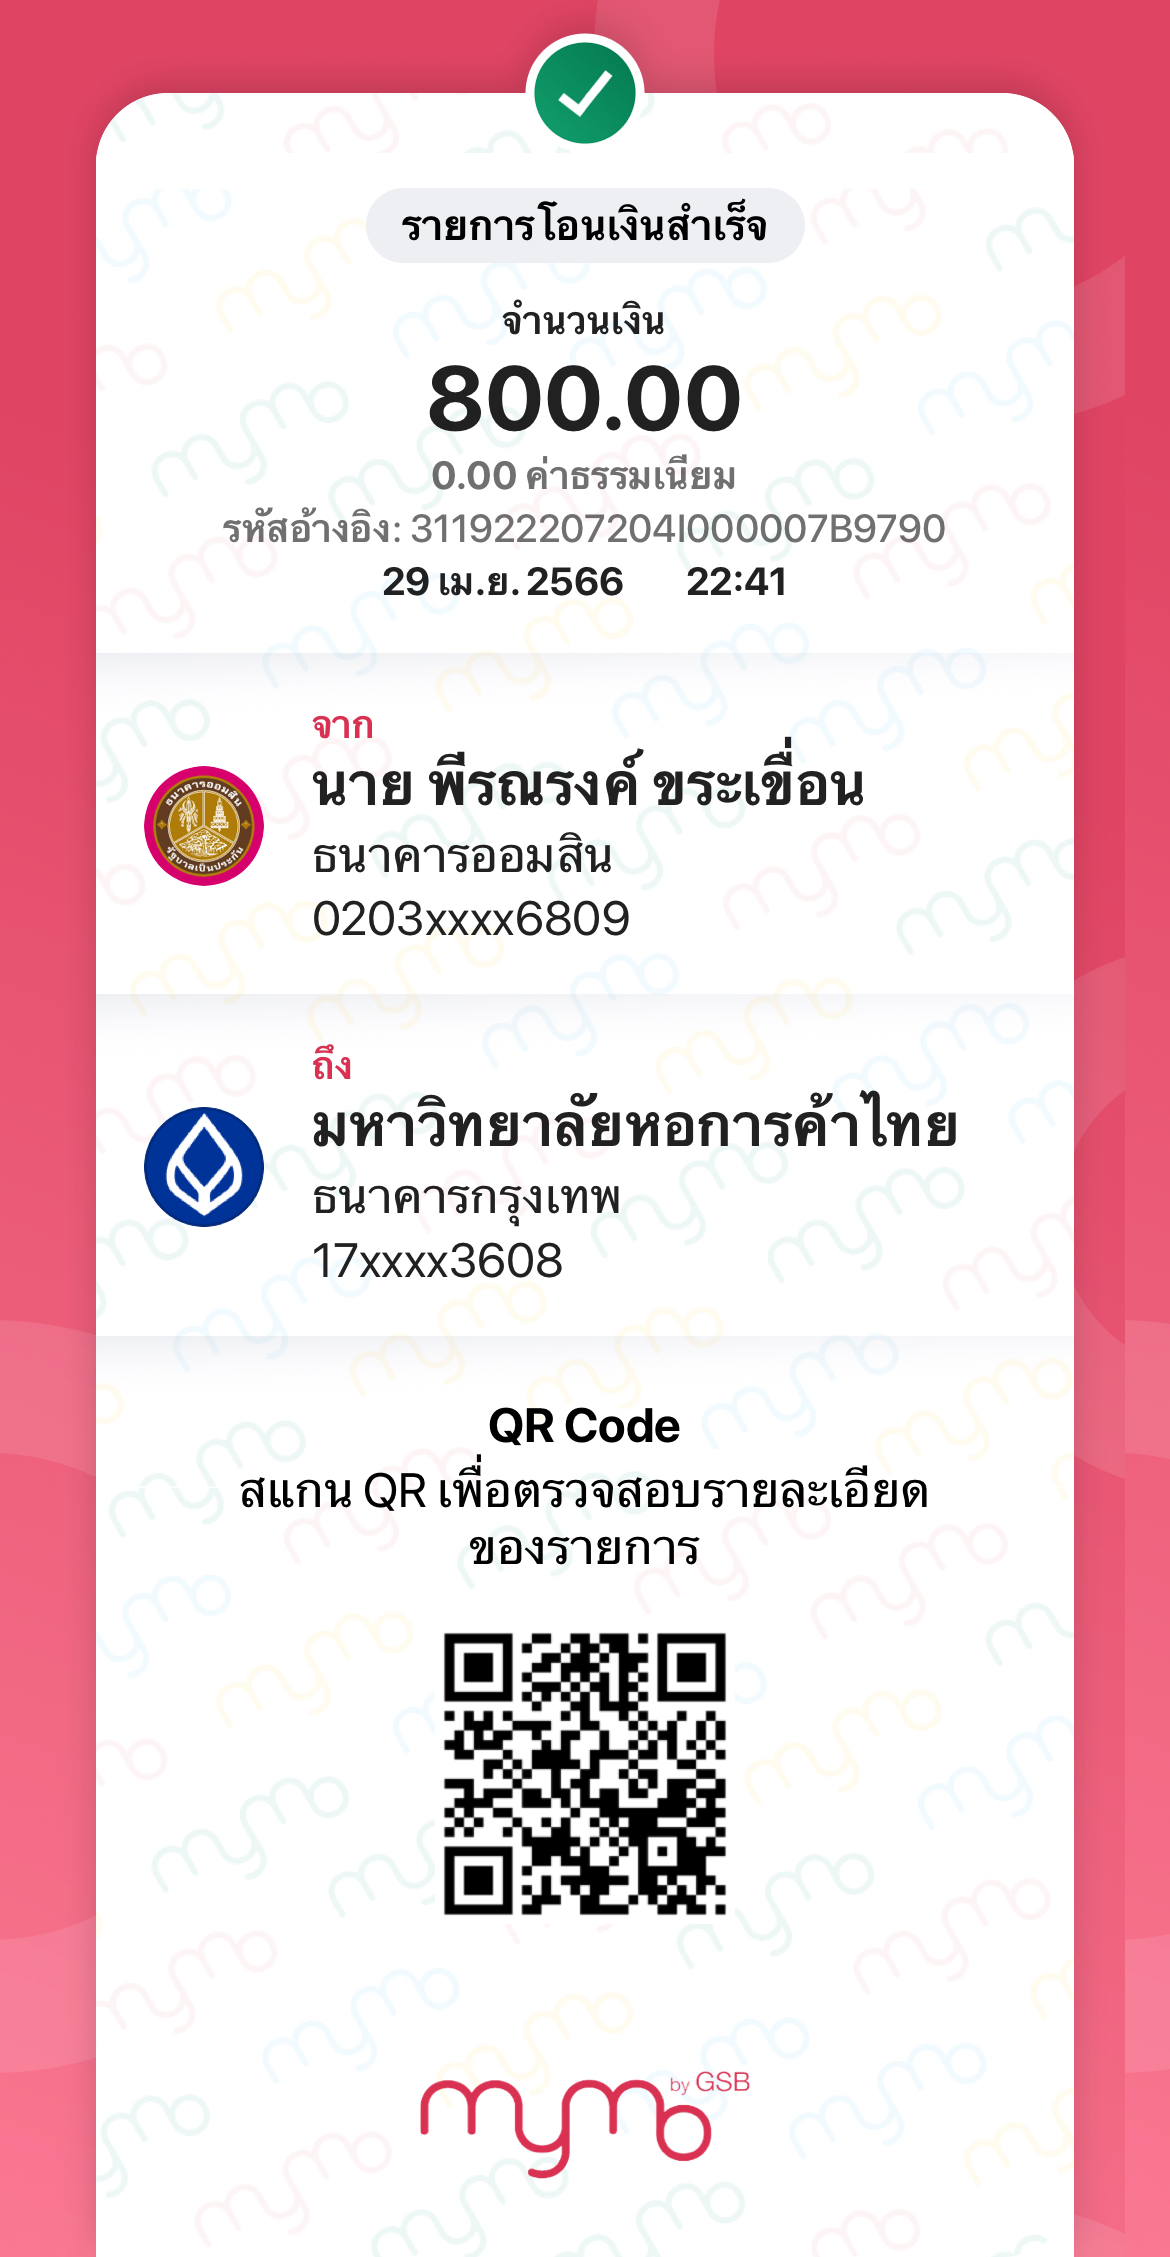 รายการโอนเงินสำเร็จ
จำนวนเงิน
800.00
0.00 ค่าธรรมเนียม
รหัสอ้างอิง: 311922207204I000007B9790
29 เม.ย. 2566 22:41
จาก
นาย พีรณรงค์ ขระเขื่อน
ธนาคารออมสิน
0203xxxx6809
ถึง
มหาวิทยาลัยหอการค้าไทย
ธนาคารกรุงเทพ
17xxxx3608
QR Code
สแกน QR เพื่อตรวจสอบรายละเอียด
ของรายการ
mymo by GSB